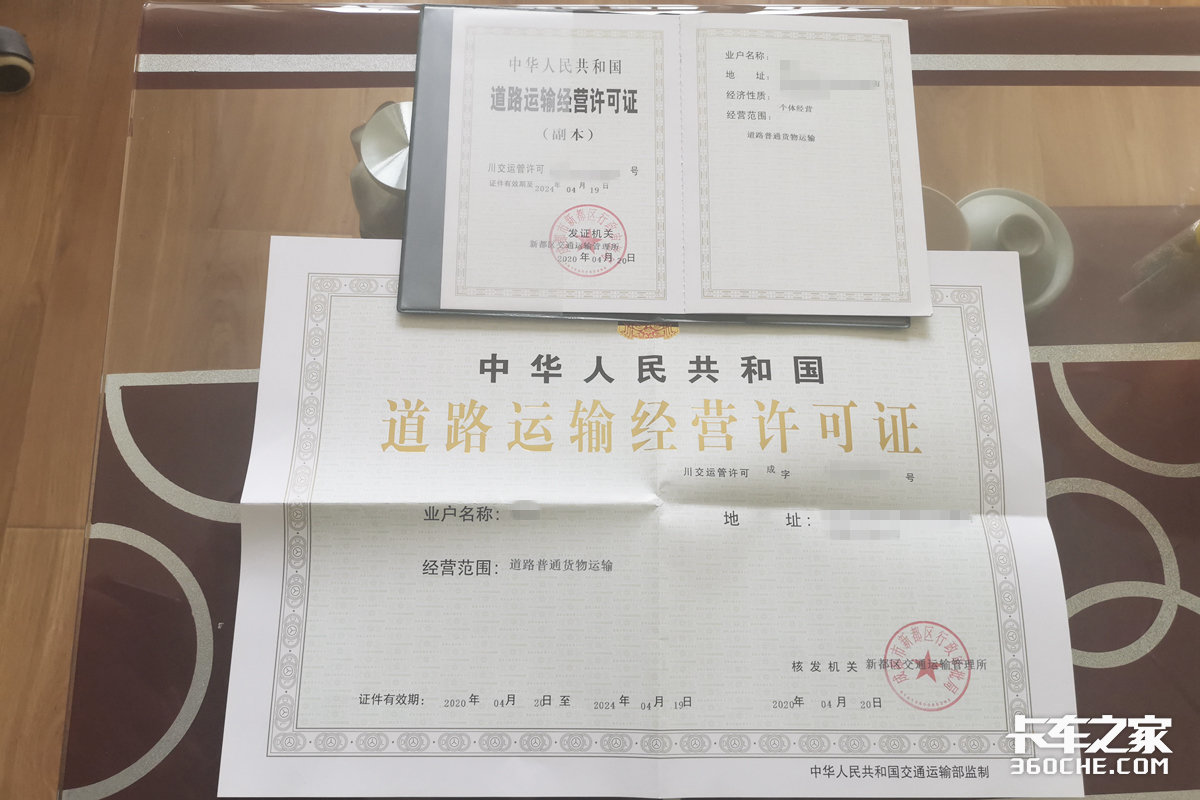 中华人民共和国
道路运输经营许可证
（副本）
川交运管许可 号
证件有效期至2024年 04月 19日
发证机关
新都区交通运输管理所
2020年04月20日
业户名称：
地 址：
经济性质：
个体经营
经营范围：
道路普通货物运输
中华人民共和国
道路运输经营许可证
川交运管许可 成 字 号
业户名称：
地 址：
经营范围：道路普通货物运输
核发机关 新都区交通运输管理所
证件有效期： 2020年 04月 20日 至 2024年 04月 19日
2020年 04月 20日
中华人民共和国交通运输部监制
卡车之家
360CHE.COM